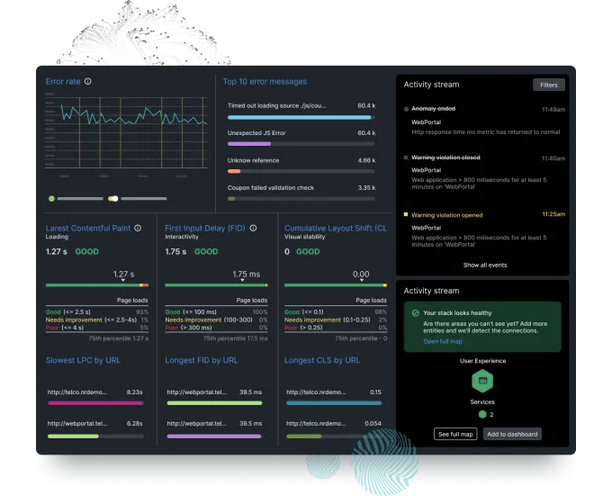 Error rate
Top 10 error messages
Timed out loading source ./js/cou... 60.4 k
Unexpected JS Error 60.4 k
Unknow reference 4.66 k
Coupon failed validation check 3.35 k
Activity stream
Filters
Anomaly ended 11:49am
WebPortal
Http response time ms metric has returned to normal
Warning violation closed 11:40am
WebPortal
Web application > 800 miliseconds for at least 5
minutes on 'WebPortal'
Warning violation opened 11:25am
WebPortal
Web application > 800 miliseconds for at least 5
minutes on 'WebPortal'
Show all events
Larest Contentful Paint
Loading
1.27 s GOOD
1.27 s
Page loads
Good (<= 2.5 s) 93%
Needs improvement (<= 2.5-4s) 1%
Poor (<= 4 s) 5%
75th percentile 1.27 s
First Input Delay (FID)
Interactivity
1.75 s GOOD
1.75 ms
Page loads
Good (<= 100 ms) 100%
Needs improvement (100-300) 0%
Poor (> 300 ms) 0%
75th percentile 17.5 ms
Cumulative Layout Shift (CL
Visual stability
0 GOOD
0.00
Page loads
Good (<= 0.1) 98%
Needs improvement (0.1-0.25) 2%
Poor (> 0.25) 0%
75th percentile - 0
Activity stream
Your stack looks healthy
Are there areas you can't see yet? Add more
entities and we'll detect the connections.
Open full map
User Experience
Services
2
See full map
Add to dashboard
Slowest LPC by URL
http://telco.nrdemo... 8.23s
http://webportal.te... 6.28s
Longest FID by URL
http://webportal.tel... 39.5 ms
http://webportal.tel... 39.5 ms
Longest CLS by URL
http://telco.nrdemo... 0.15
http://telco.nrdemo... 0.054